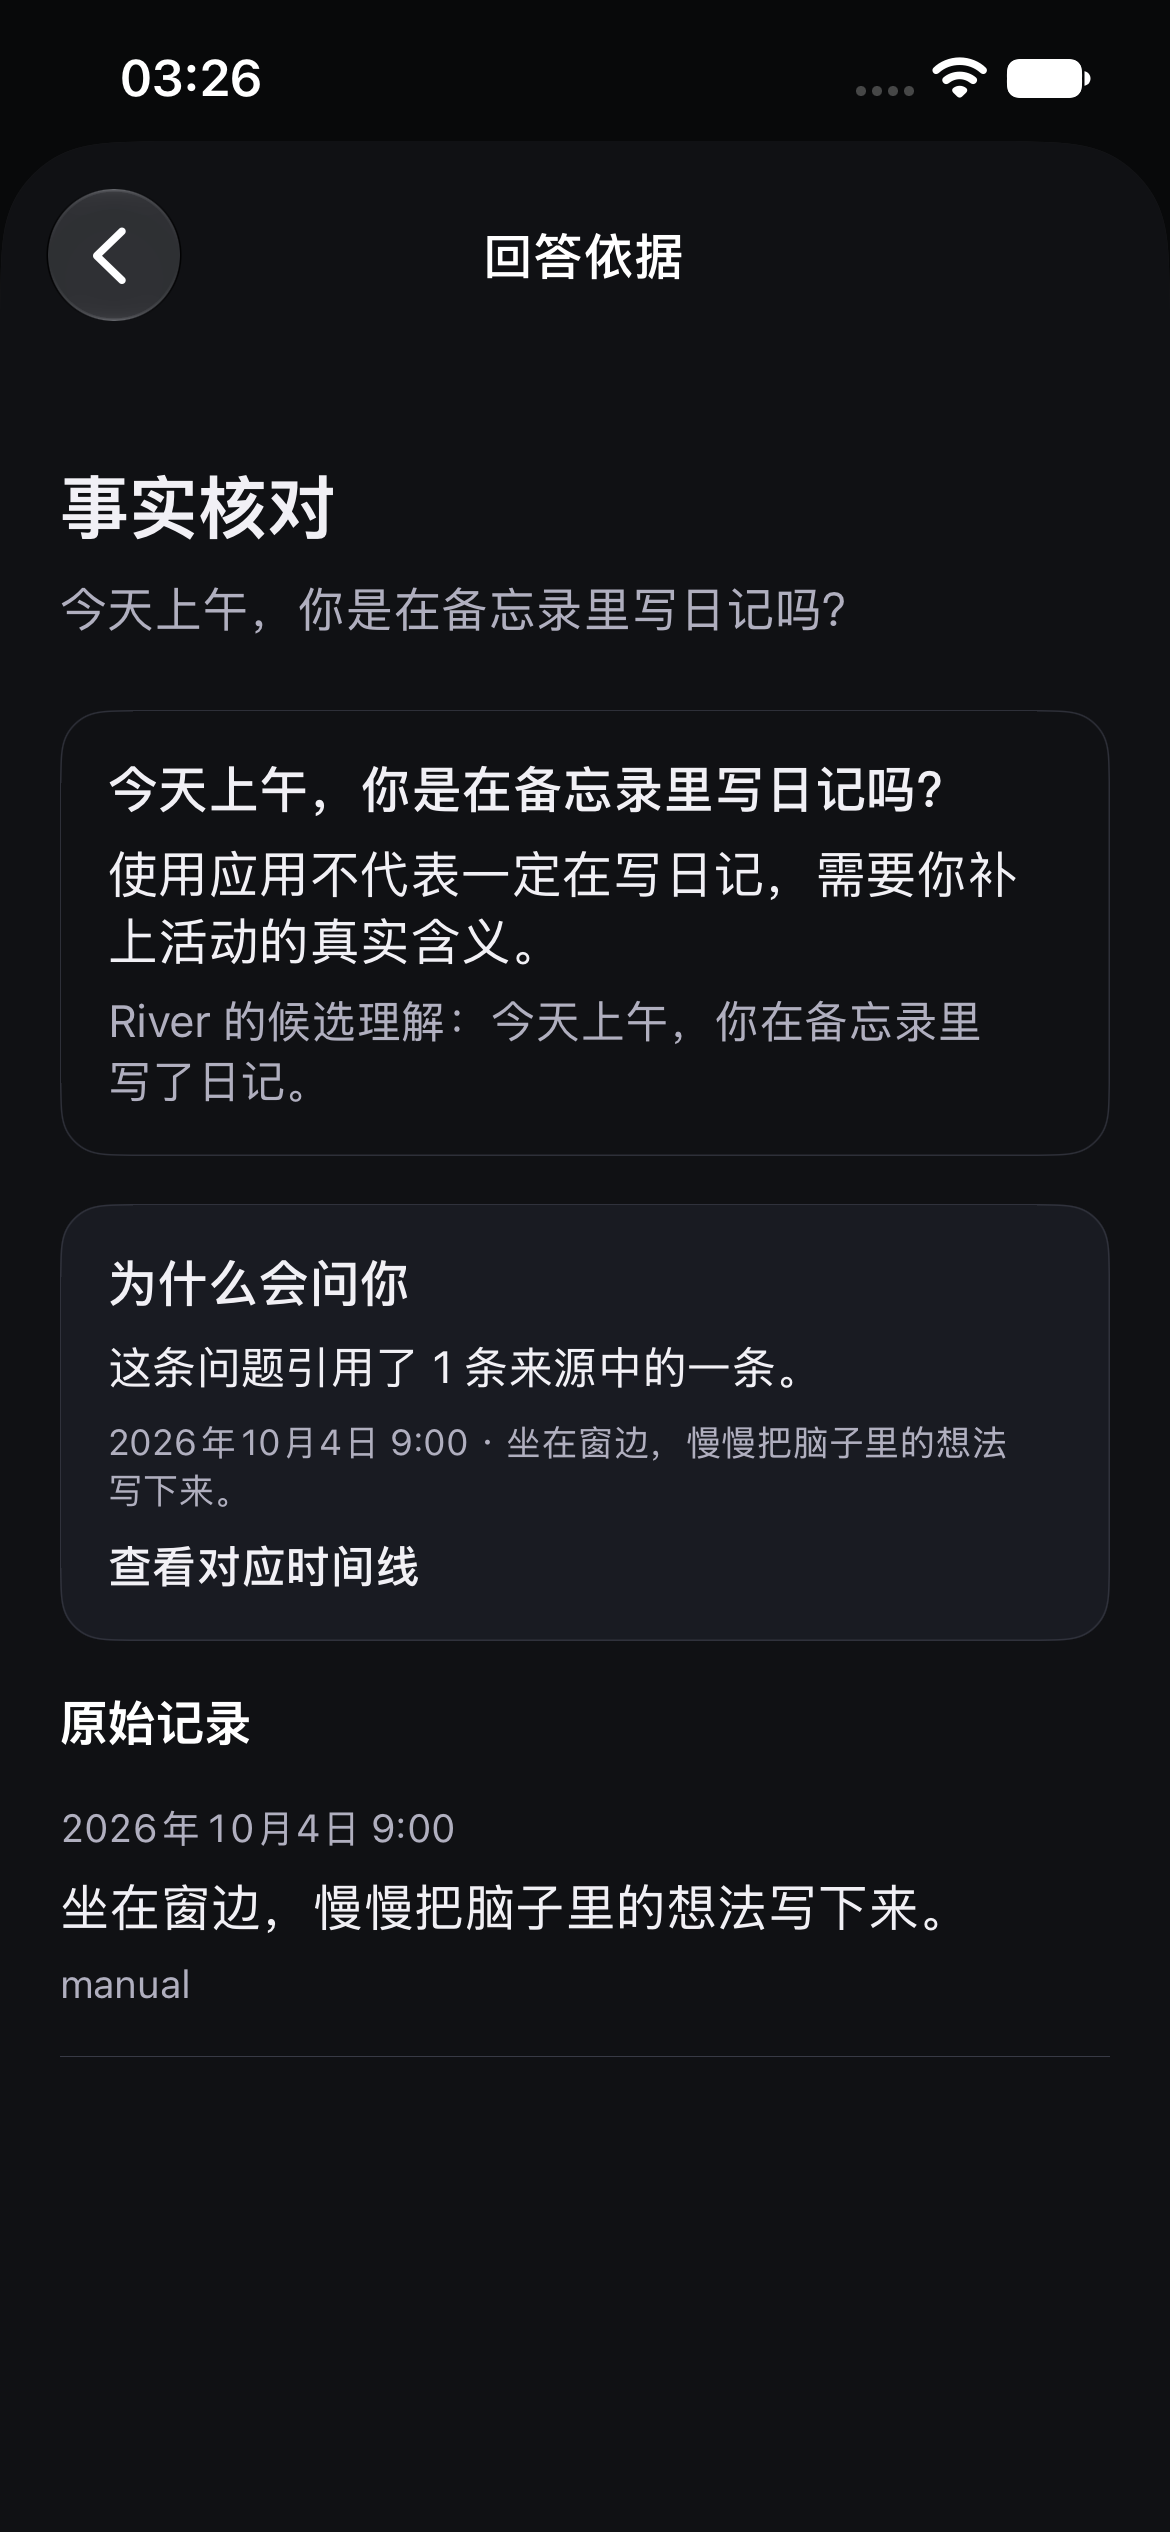 03:26
回答依据
事实核对
今天上午，你是在备忘录里写日记吗?
今天上午，你是在备忘录里写日记吗?
使用应用不代表一定在写日记，需要你补
上活动的真实含义。
River 的候选理解：今天上午，你在备忘录里
写了日记。
为什么会问你
这条问题引用了 1 条来源中的一条。
2026年10月4日 9:00 · 坐在窗边，慢慢把脑子里的想法
写下来。
查看对应时间线
原始记录
2026年10月4日 9:00
坐在窗边，慢慢把脑子里的想法写下来。
manual